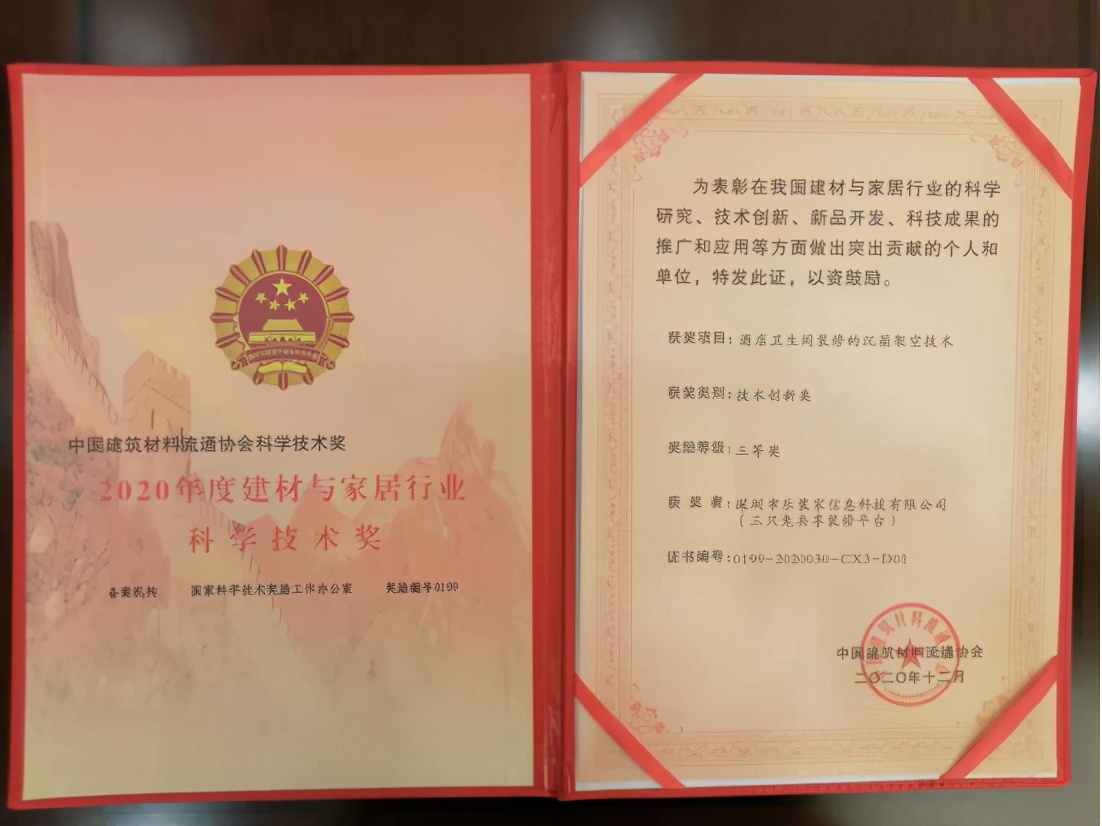 中国建筑材料流通协会科学技术奖
2020年度建材与家居行业
科学技术奖
备案机构 国家科学技术奖励工作办公室 奖励编号0199
为表彰在我国建材与家居行业的科学
研究、技术创新、新品开发、科技成果的
推广和应用等方面做出突出贡献的个人和
单位，特发此证，以资鼓励。
获奖项目：酒店卫生间装修的沉箱架空技术
获奖类别：技术创新类
奖励等级：三等奖
获奖者：深圳市乐装家信息科技有限公司
证书编号：0199-2020030-CX3-D01
中国建筑材料流通协会
二〇二〇年十二月